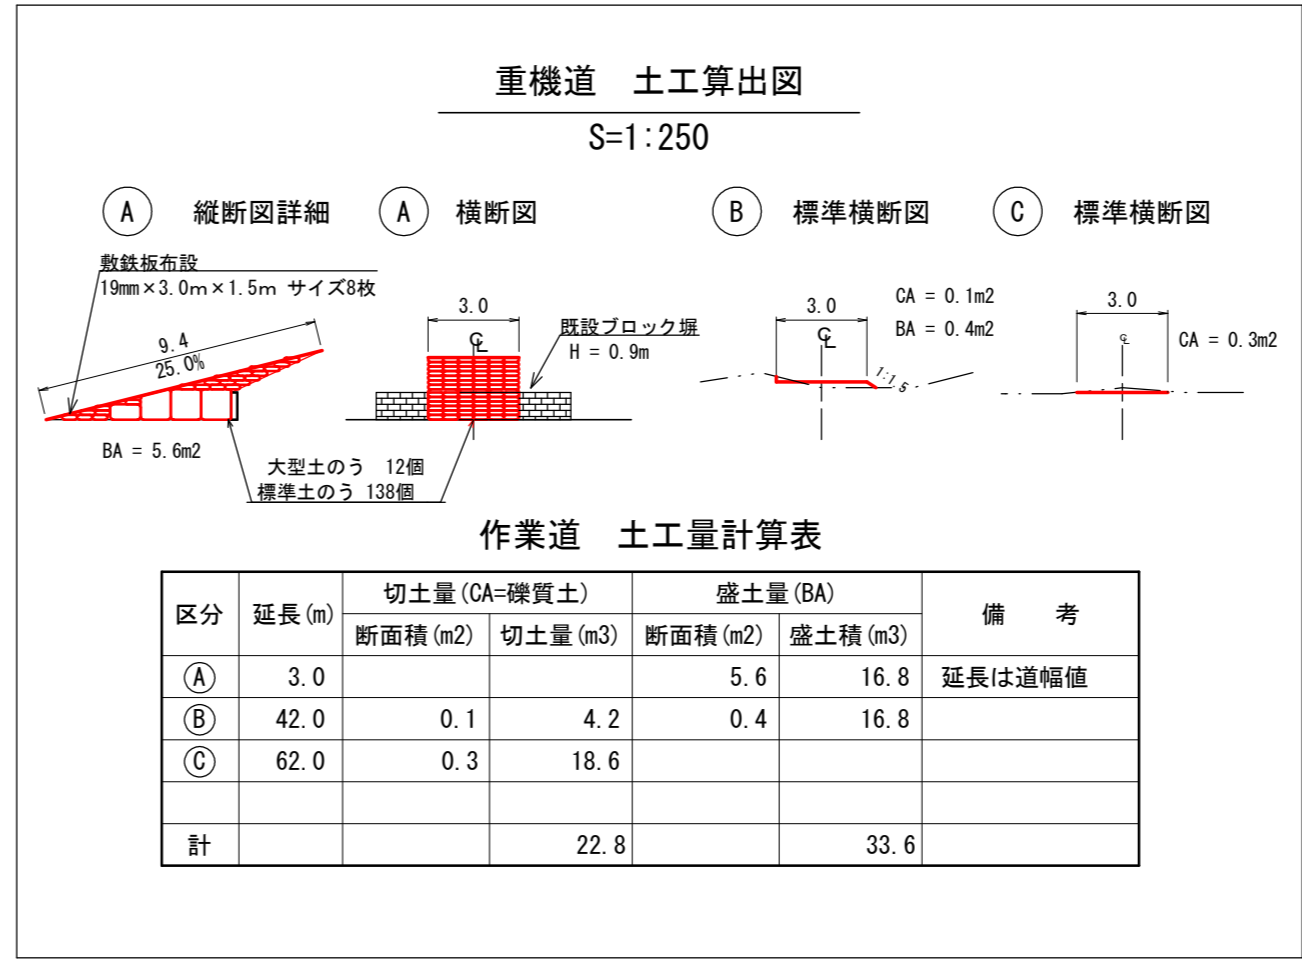 重機道　土工算出図
S=1:250
A　縦断図詳細
敷鉄板布設
19mm×3.0m×1.5m サイズ8枚
9.4
25.0%
BA = 5.6m2
A　横断図
3.0
CL
既設ブロック塀
H = 0.9m
大型土のう　12個
標準土のう 138個
B　標準横断図
3.0
CL
CA = 0.1m2
BA = 0.4m2
1:1.5
C　標準横断図
3.0
CL
CA = 0.3m2
作業道　土工量計算表
区分 延長(m) 切土量(CA=礫質土) 盛土量(BA) 備　考
断面積(m2) 切土量(m3) 断面積(m2) 盛土積(m3)
A 3.0 5.6 16.8 延長は道幅値
B 42.0 0.1 4.2 0.4 16.8
C 62.0 0.3 18.6
計 22.8 33.6